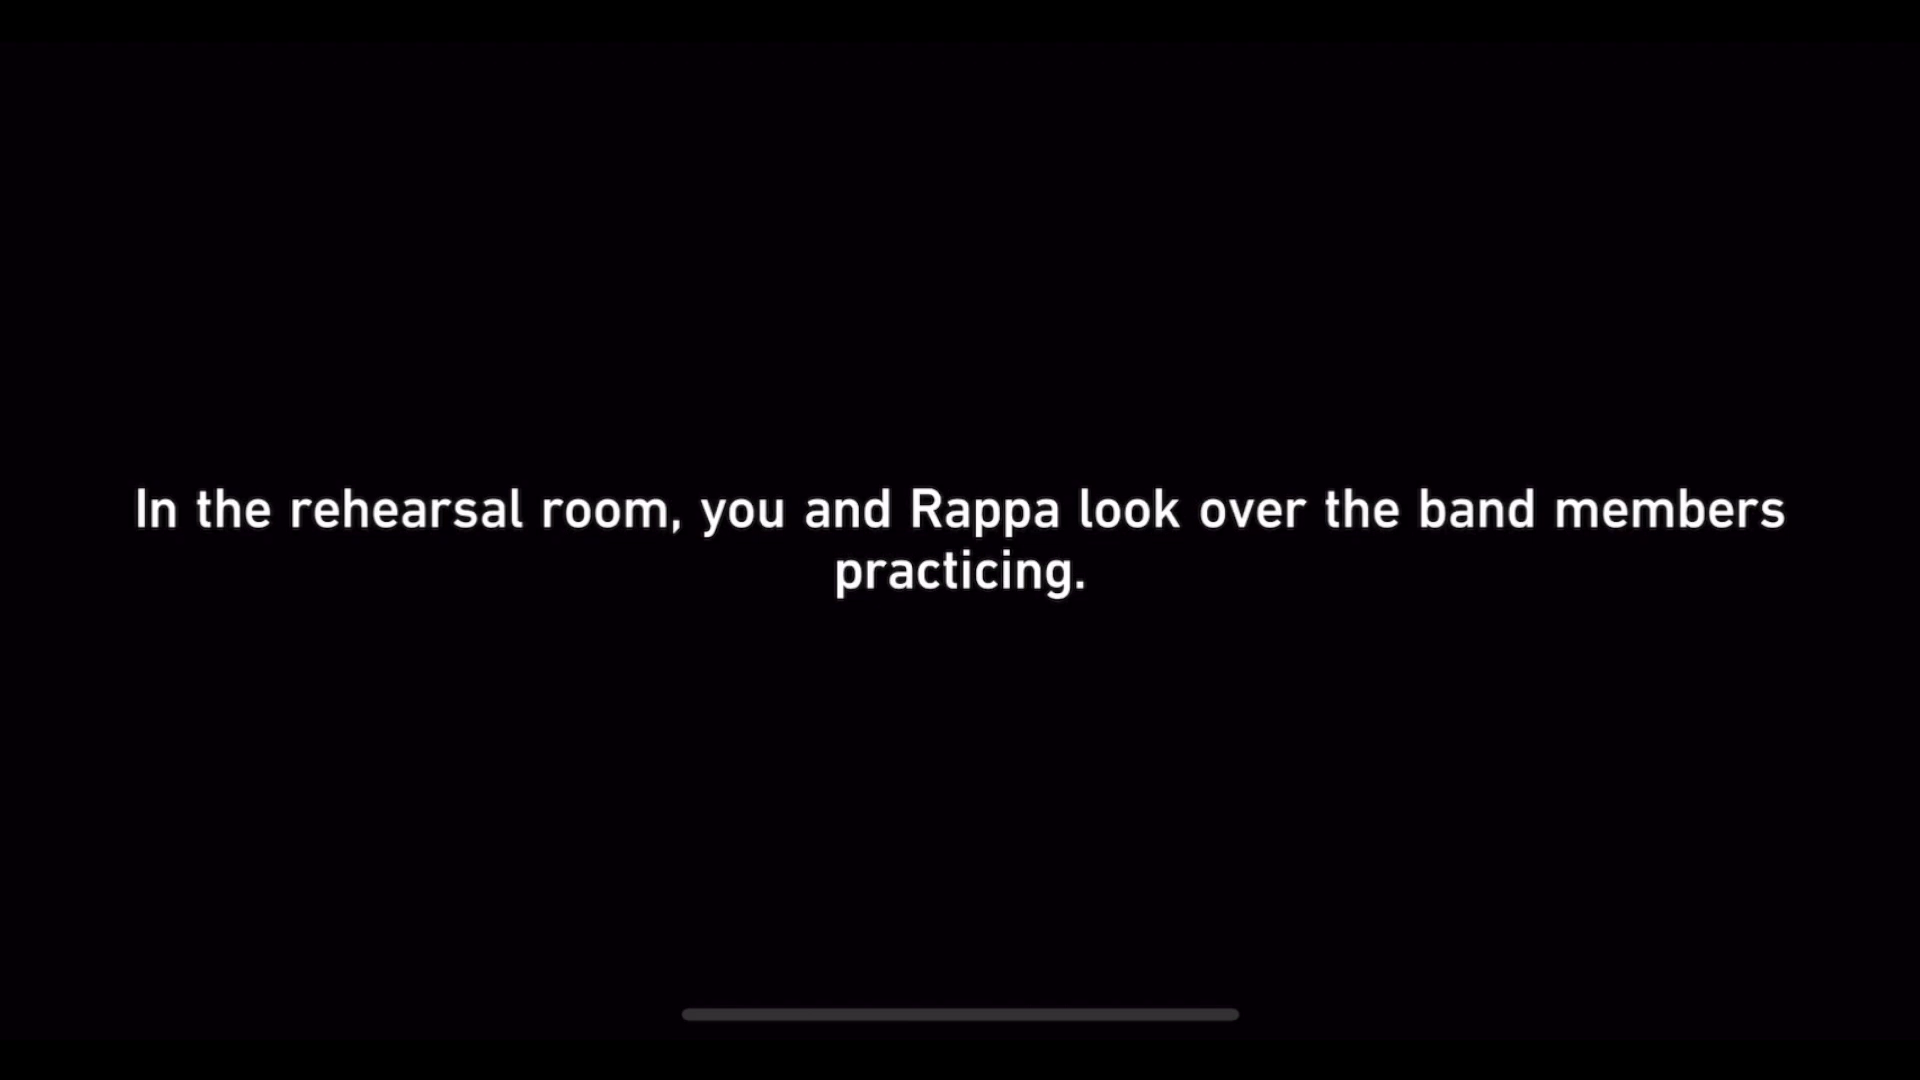 In the rehearsal room, you and Rappa look over the band members
practicing.